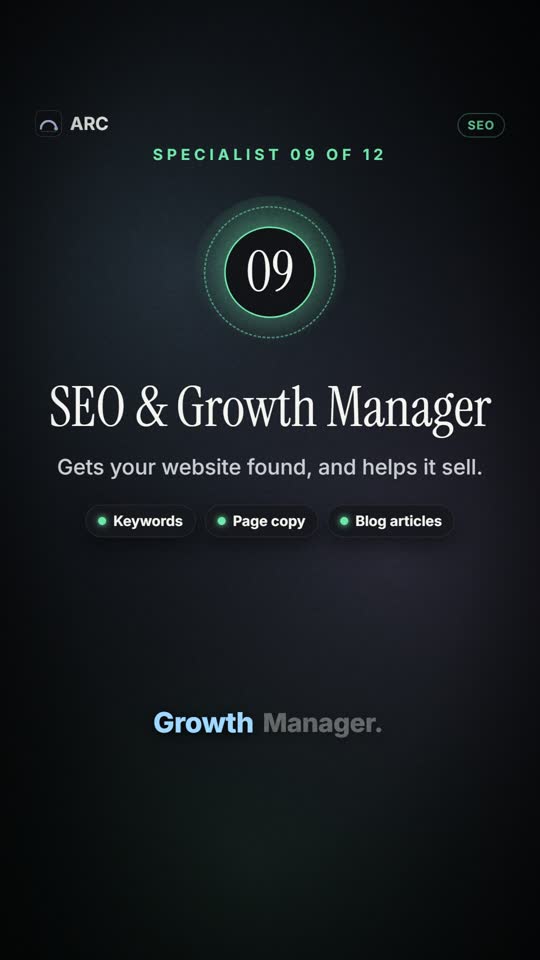 ARC
SEO
SPECIALIST 09 OF 12
09
SEO & Growth Manager
Gets your website found, and helps it sell.
Keywords
Page copy
Blog articles
Growth Manager.